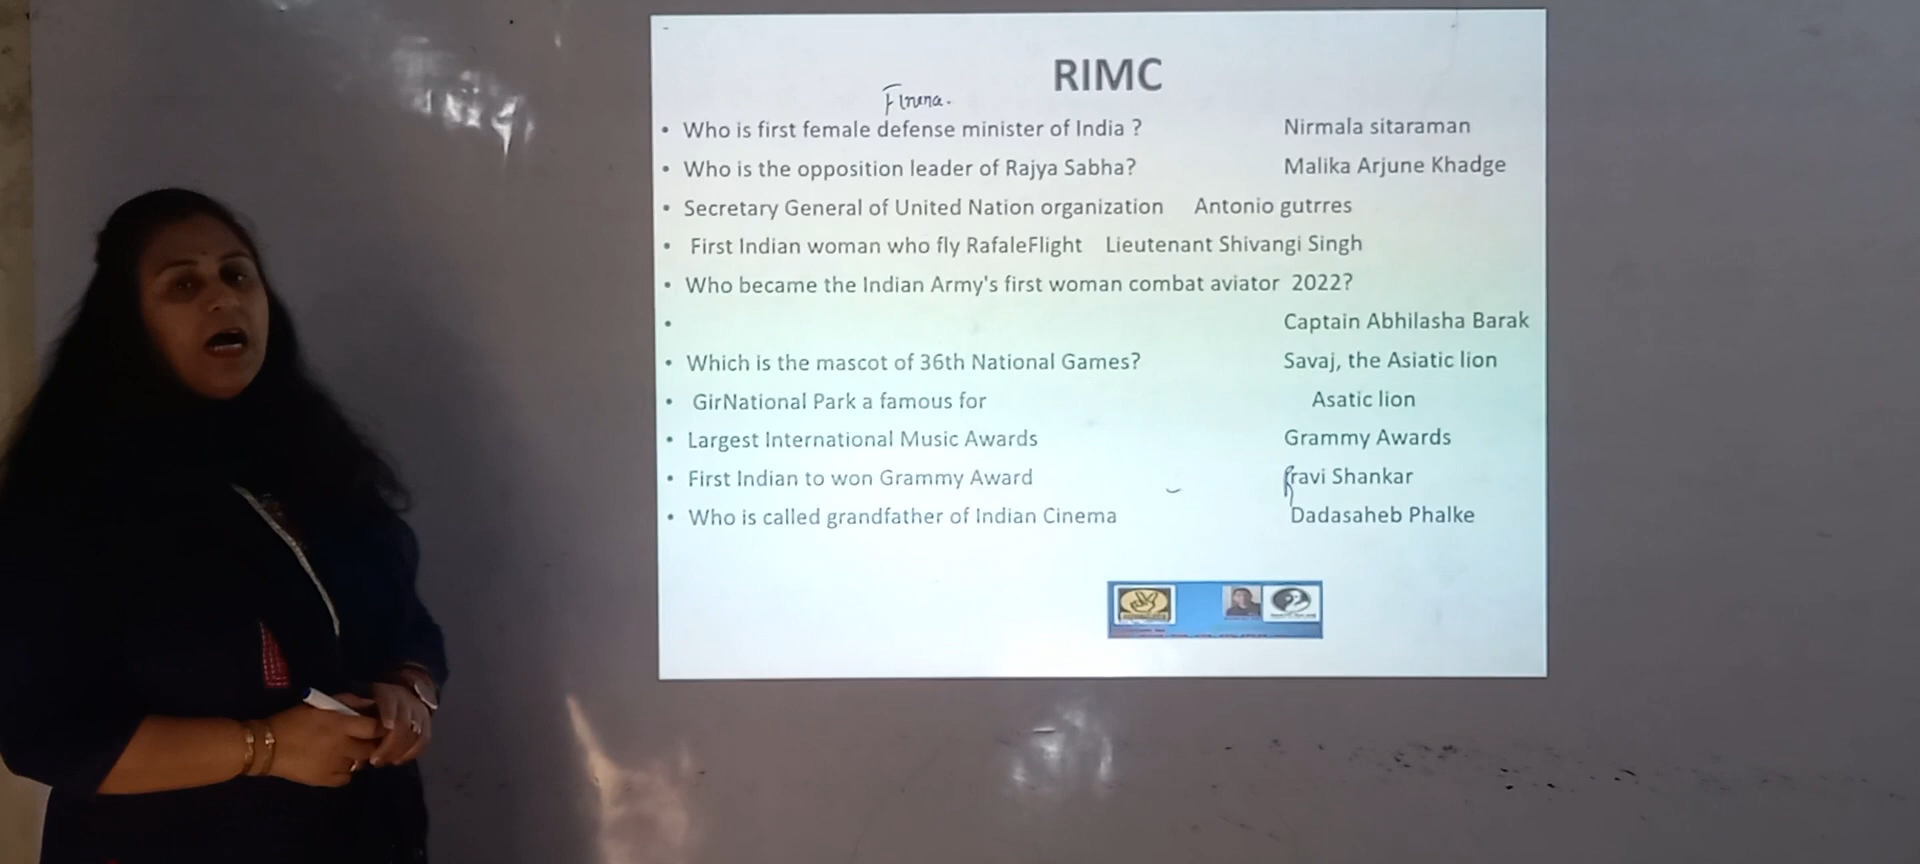 RIMC
Finena.
• Who is first female defense minister of India ? Nirmala sitaraman
• Who is the opposition leader of Rajya Sabha? Malika Arjune Khadge
• Secretary General of United Nation organization Antonio gutrres
• First Indian woman who fly RafaleFlight Lieutenant Shivangi Singh
• Who became the Indian Army's first woman combat aviator 2022?
• Captain Abhilasha Barak
• Which is the mascot of 36th National Games? Savaj, the Asiatic lion
• GirNational Park a famous for Asatic lion
• Largest International Music Awards Grammy Awards
• First Indian to won Grammy Award Rravi Shankar
• Who is called grandfather of Indian Cinema Dadasaheb Phalke